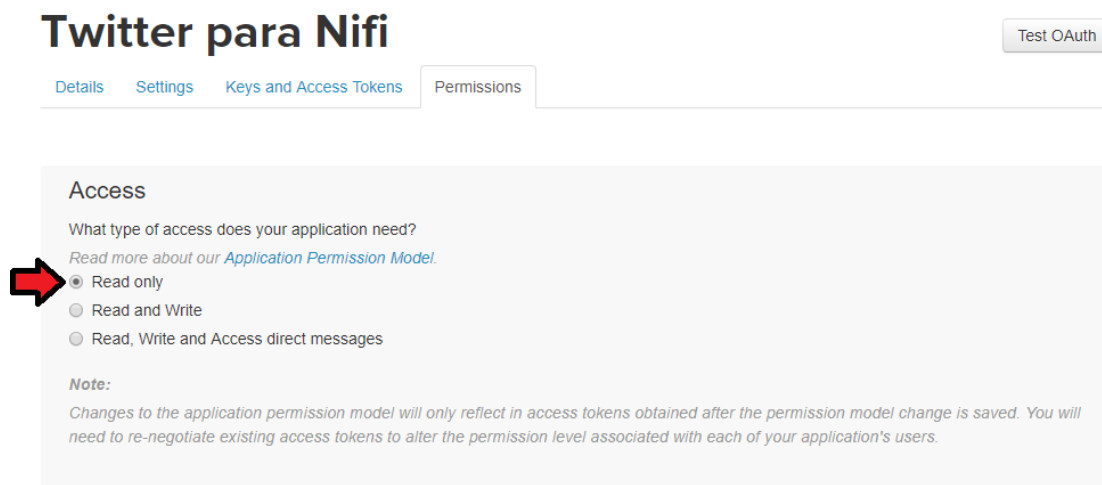 Twitter para Nifi
Test OAuth
Details Settings Keys and Access Tokens Permissions
Access
What type of access does your application need?
Read more about our Application Permission Model.
Read only
Read and Write
Read, Write and Access direct messages
Note:
Changes to the application permission model will only reflect in access tokens obtained after the permission model change is saved. You will
need to re-negotiate existing access tokens to alter the permission level associated with each of your application's users.